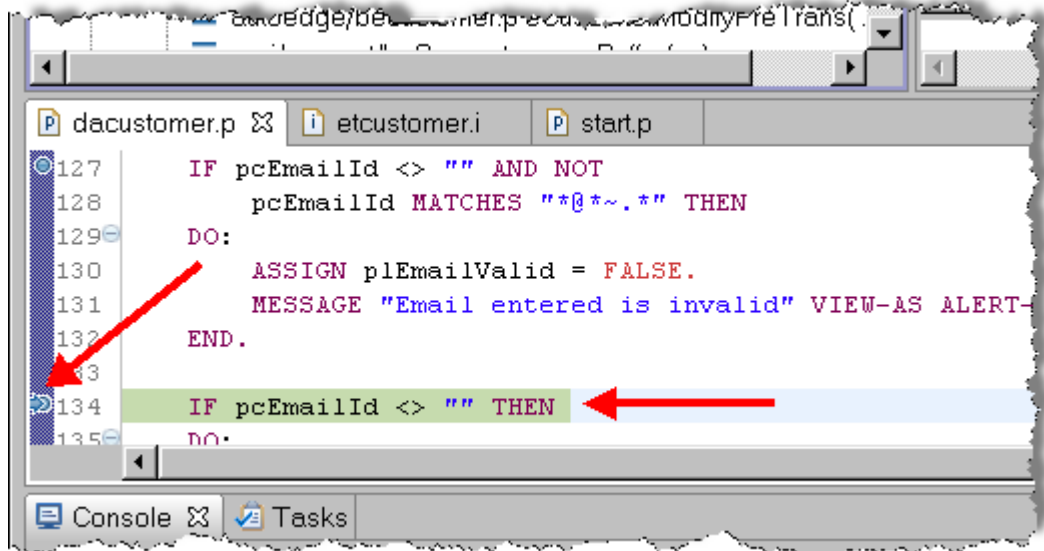 dacustomer.p etcustomer.i start.p
127 IF pcEmailId <> "" AND NOT
128 pcEmailId MATCHES "*@*~.*" THEN
129 DO:
130 ASSIGN plEmailValid = FALSE.
131 MESSAGE "Email entered is invalid" VIEW-AS ALERT-
132 END.
134 IF pcEmailId <> "" THEN
135 DO:
Console Tasks